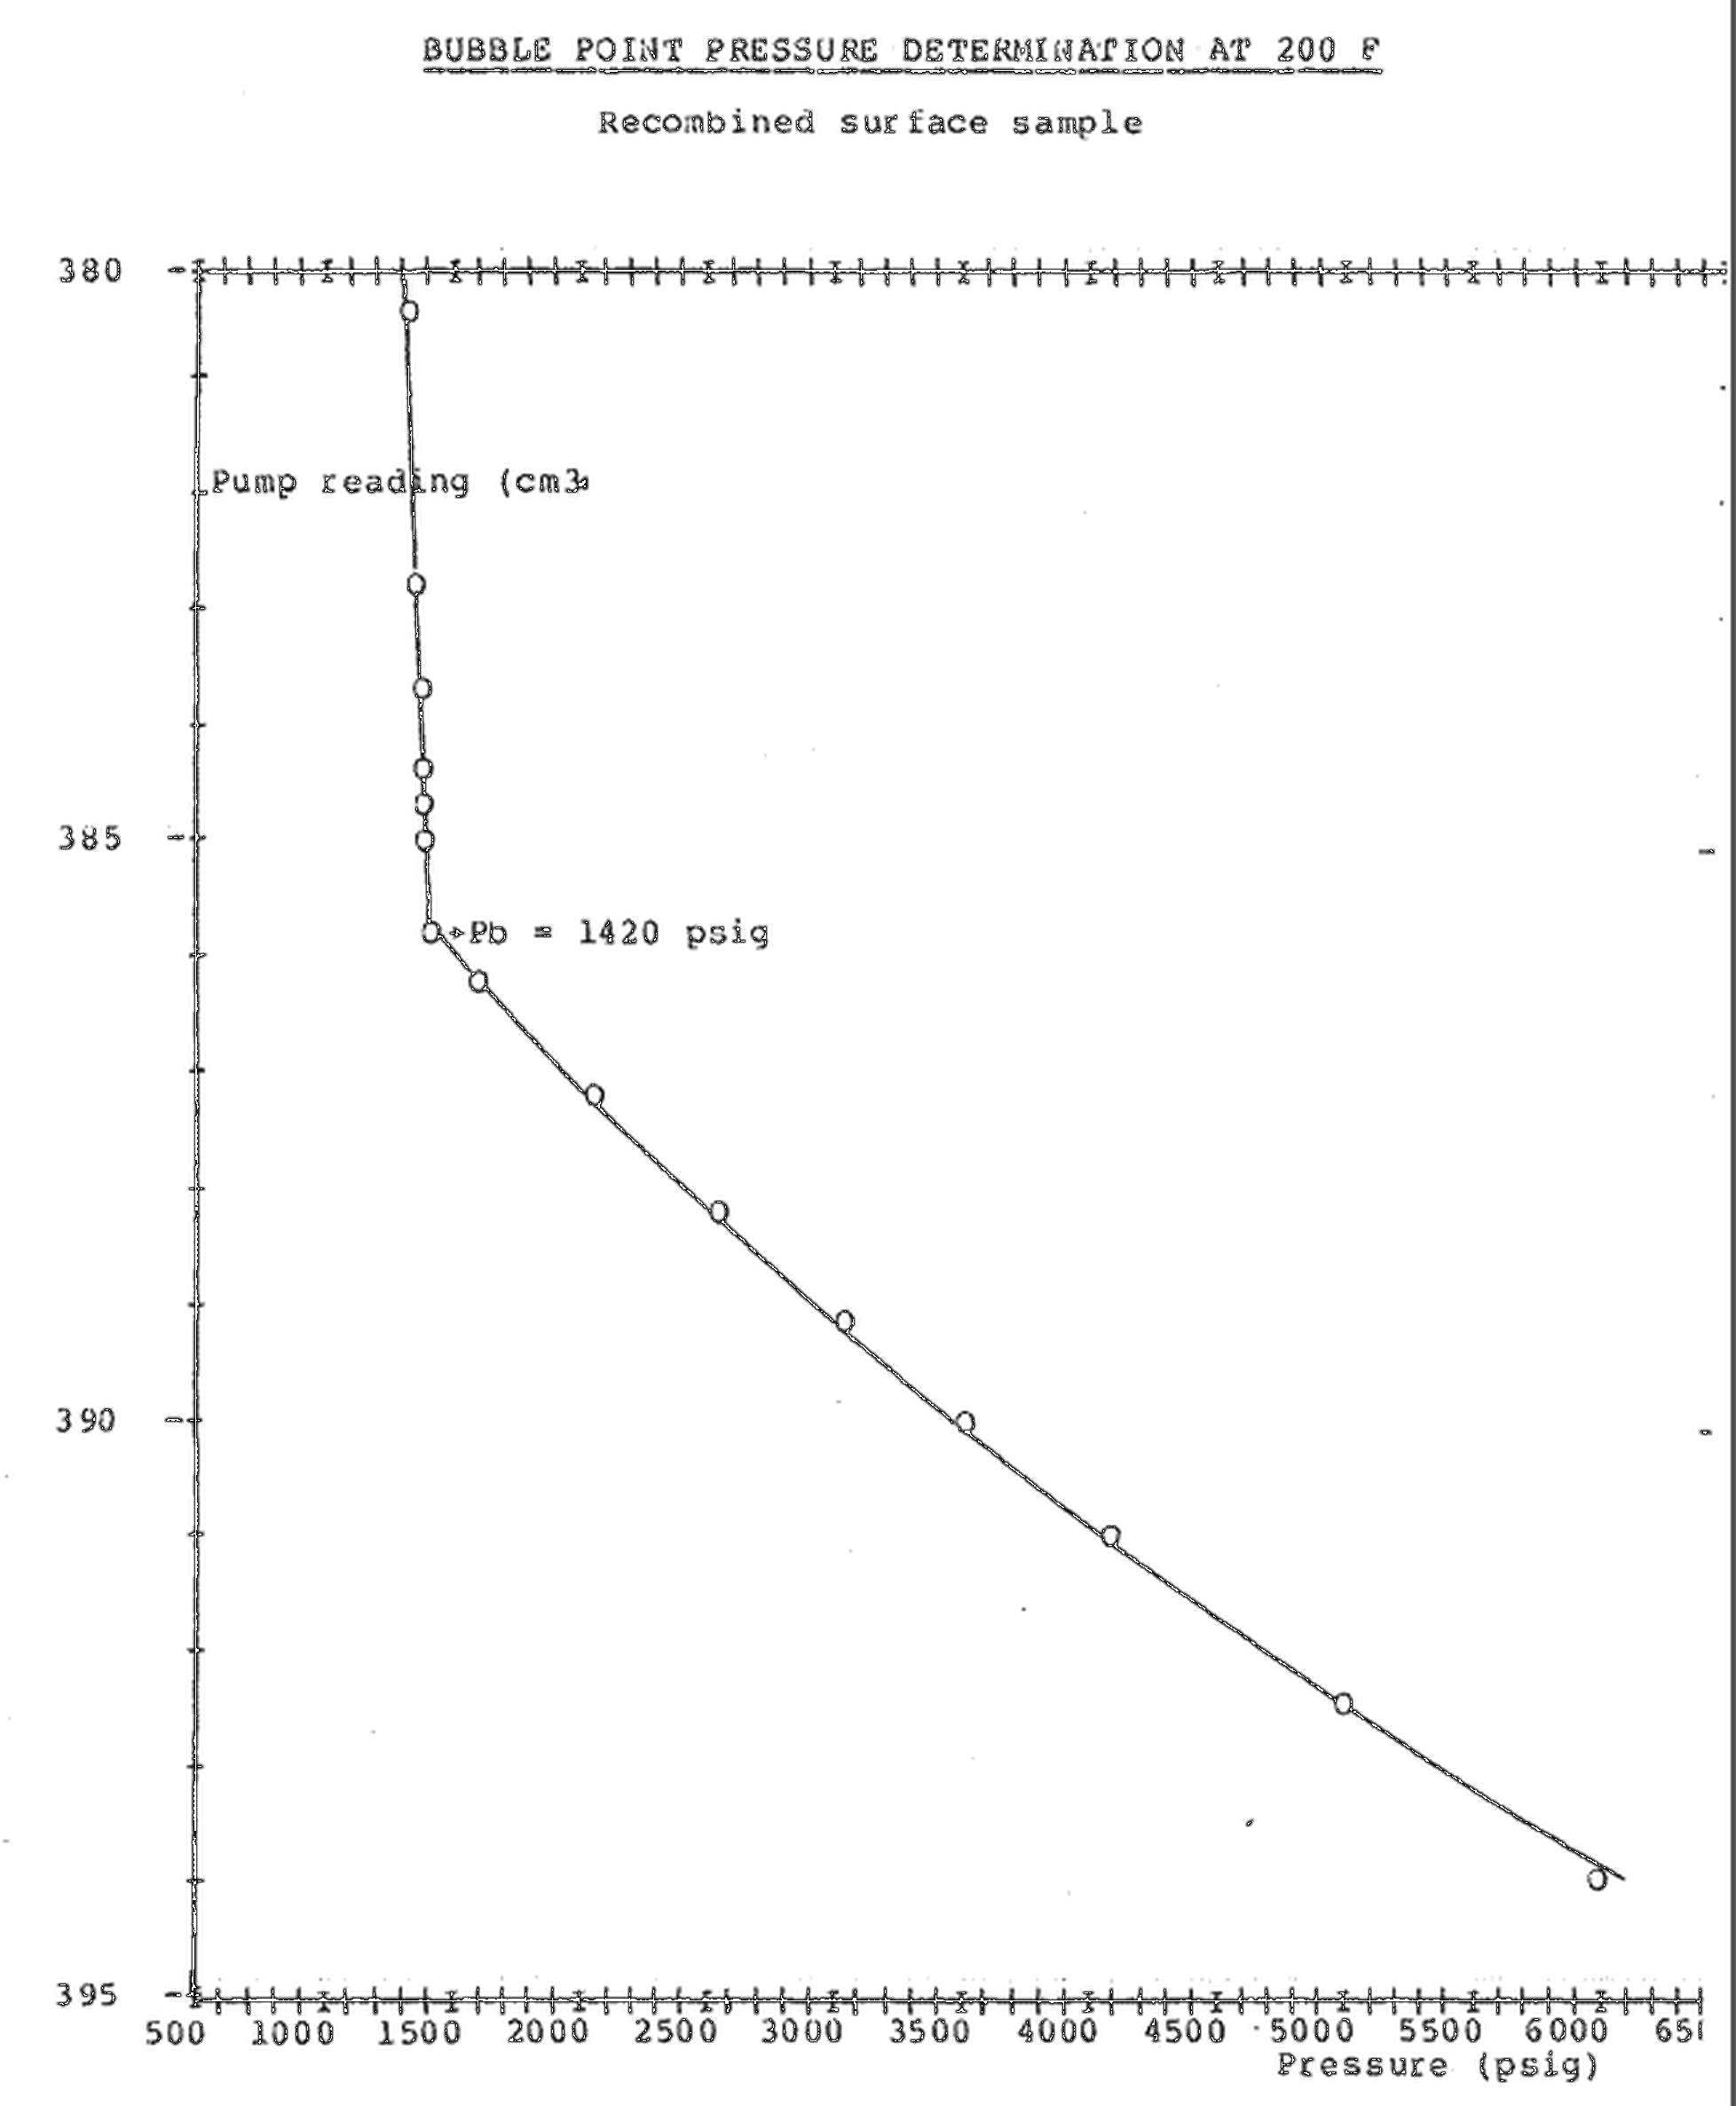 BUBBLE POINT PRESSURE DETERMINATION AT 200 F
Recombined surface sample
380
Pump reading (cm3
385
Pb = 1420 psig
390
395
500 1000 1500 2000 2500 3000 3500 4000 4500 5000 5500 6000 65
Pressure (psig)